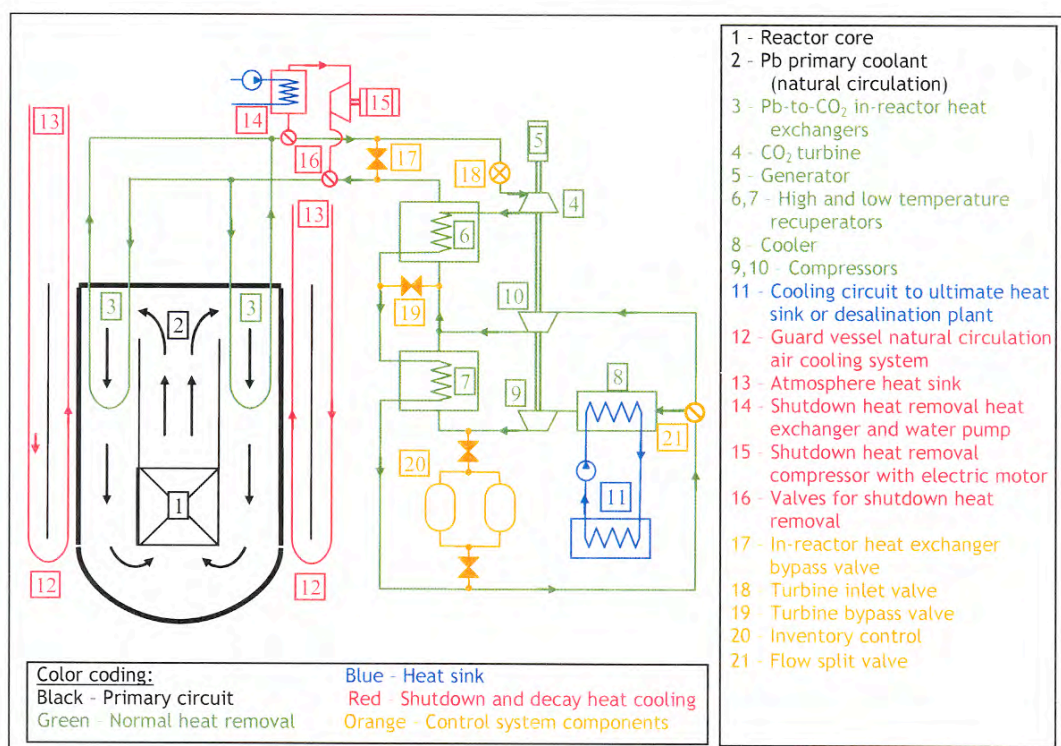 13
14
15
16
17
18
5
4
13
6
3
2
3
19
10
7
8
9
21
20
11
1
12
12
1 - Reactor core
2 - Pb primary coolant
(natural circulation)
3 - Pb-to-CO₂ in-reactor heat
exchangers
4 - CO₂ turbine
5 - Generator
6,7 - High and low temperature
recuperators
8 - Cooler
9,10 - Compressors
11 - Cooling circuit to ultimate heat
sink or desalination plant
12 - Guard vessel natural circulation
air cooling system
13 - Atmosphere heat sink
14 - Shutdown heat removal heat
exchanger and water pump
15 - Shutdown heat removal
compressor with electric motor
16 - Valves for shutdown heat
removal
17 - In-reactor heat exchanger
bypass valve
18 - Turbine inlet valve
19 - Turbine bypass valve
20 - Inventory control
21 - Flow split valve
Color coding:
Black - Primary circuit
Green - Normal heat removal
Blue - Heat sink
Red - Shutdown and decay heat cooling
Orange - Control system components